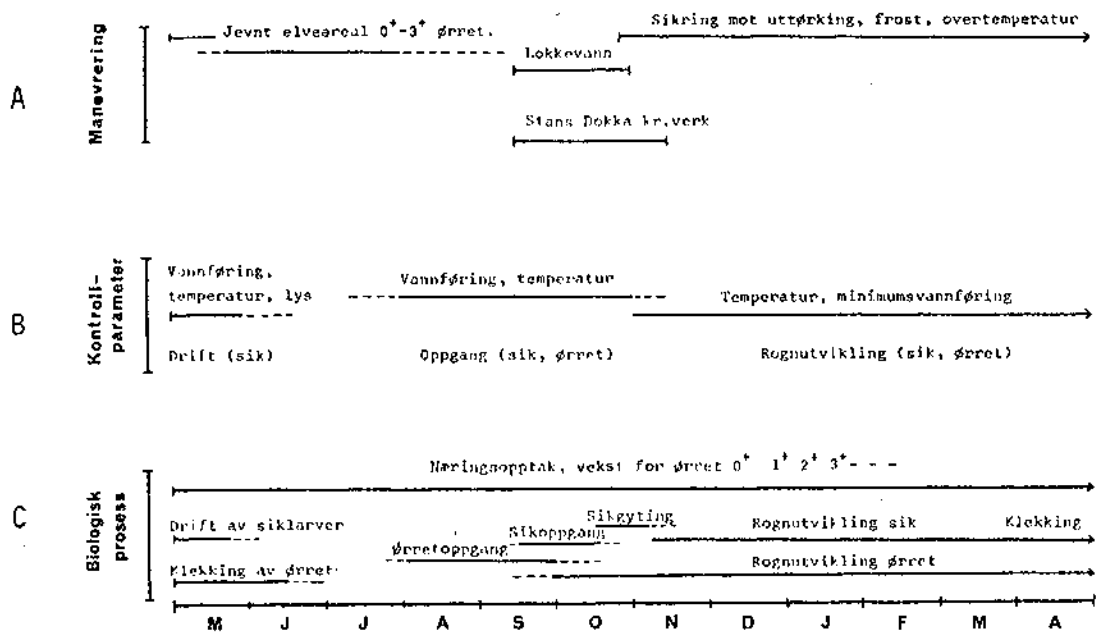 A
Manøvrering
Jevnt elveareal 0+-3+ ørret.
Sikring mot uttørking, frost, overtemperatur
Lokkevann
Stans Dokka kr.verk
B
Kontroll-
parameter
Vannføring,
temperatur, lys
Vannføring, temperatur
Temperatur, minimumsvannføring
Drift (sik)
Oppgang (sik, ørret)
Rognutvikling (sik, ørret)
C
Biologisk
prosess
Næringsopptak, vekst for ørret 0+ 1+ 2+ 3+ - - -
Drift av siklarver
Sikgyting
Rognutvikling sik
Klekking
Sikoppgang
Ørretoppgang
Klekking av ørret
Rognutvikling ørret
M J J A S O N D J F M A